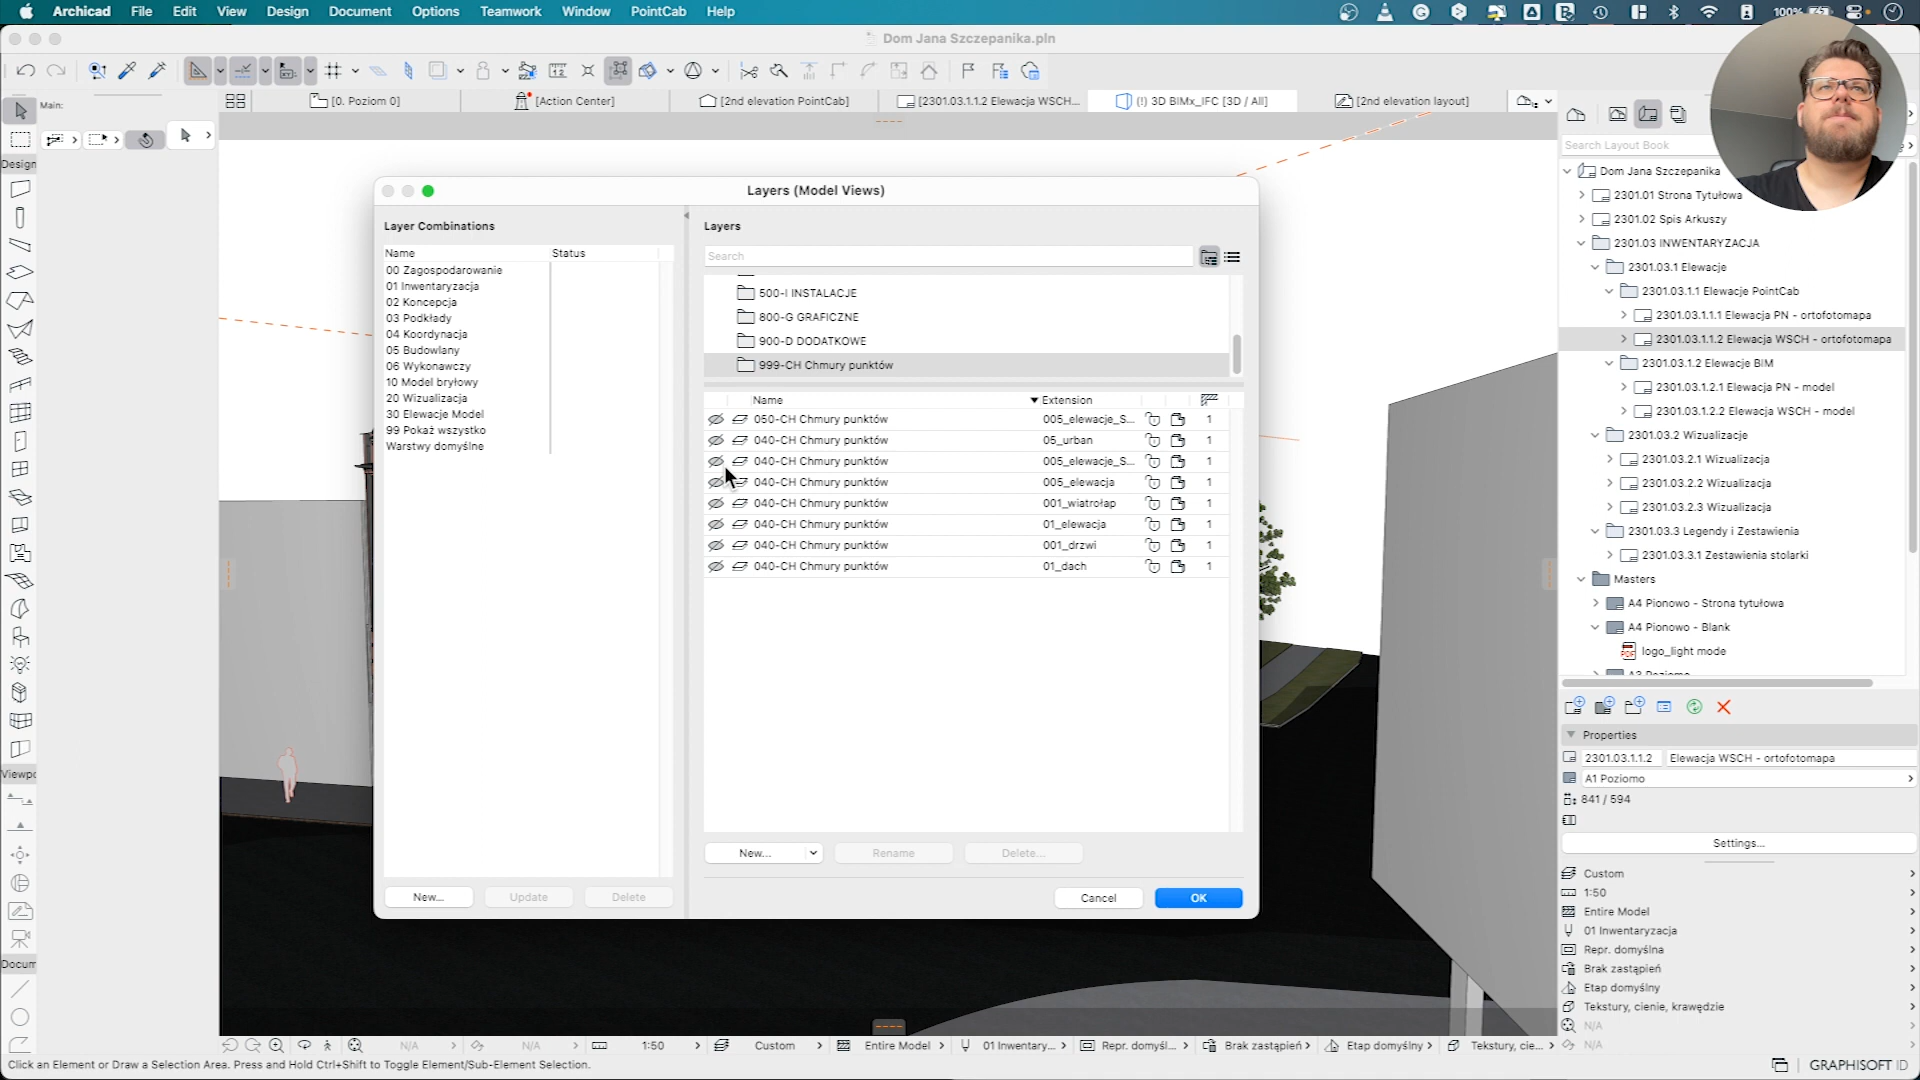 Archicad File Edit View Design Document Options Teamwork Window PointCab Help
100%
Dom Jana Szczepanika.pln
Main:
[0. Poziom 0]
[Action Center]
[2nd elevation PointCab]
[2301.03.1.1.2 Elewacja WSCH...
(!) 3D BIMx_IFC [3D / All]
[2nd elevation layout]
Design
Viewpo
Docum
Layers (Model Views)
Layer Combinations
Name Status
00 Zagospodarowanie
01 Inwentaryzacja
02 Koncepcja
03 Podkłady
04 Koordynacja
05 Budowlany
06 Wykonawczy
10 Model bryłowy
20 Wizualizacja
30 Elewacje Model
99 Pokaż wszystko
Warstwy domyślne
New...
Update
Delete
Layers
Search
500-I INSTALACJE
800-G GRAFICZNE
900-D DODATKOWE
999-CH Chmury punktów
Name Extension
050-CH Chmury punktów 005_elewacje_S... 1
040-CH Chmury punktów 05_urban 1
040-CH Chmury punktów 005_elewacje_S... 1
040-CH Chmury punktów 005_elewacja 1
040-CH Chmury punktów 001_wiatrołap 1
040-CH Chmury punktów 01_elewacja 1
040-CH Chmury punktów 001_drzwi 1
040-CH Chmury punktów 01_dach 1
New...
Rename
Delete...
Cancel
OK
Search Layout Book
Dom Jana Szczepanika
2301.01 Strona Tytułowa
2301.02 Spis Arkuszy
2301.03 INWENTARYZACJA
2301.03.1 Elewacje
2301.03.1.1 Elewacje PointCab
2301.03.1.1.1 Elewacja PN - ortofotomapa
2301.03.1.1.2 Elewacja WSCH - ortofotomapa
2301.03.1.2 Elewacje BIM
2301.03.1.2.1 Elewacja PN - model
2301.03.1.2.2 Elewacja WSCH - model
2301.03.2 Wizualizacje
2301.03.2.1 Wizualizacja
2301.03.2.2 Wizualizacja
2301.03.2.3 Wizualizacja
2301.03.3 Legendy i Zestawienia
2301.03.3.1 Zestawienia stolarki
Masters
A4 Pionowo - Strona tytułowa
A4 Pionowo - Blank
logo_light mode
A3 Poziomo
Properties
2301.03.1.1.2 Elewacja WSCH - ortofotomapa
A1 Poziomo
841 / 594
Settings...
Custom
1:50
Entire Model
01 Inwentaryzacja
Repr. domyślna
Brak zastąpień
Etap domyślny
Tekstury, cienie, krawędzie
N/A
N/A
N/A N/A 1:50 Custom Entire Model 01 Inwentary... Repr. domyśl... Brak zastąpień Etap domyślny Tekstury, cie...
Click an Element or Draw a Selection Area. Press and Hold Ctrl+Shift to Toggle Element/Sub-Element Selection.
GRAPHISOFT ID